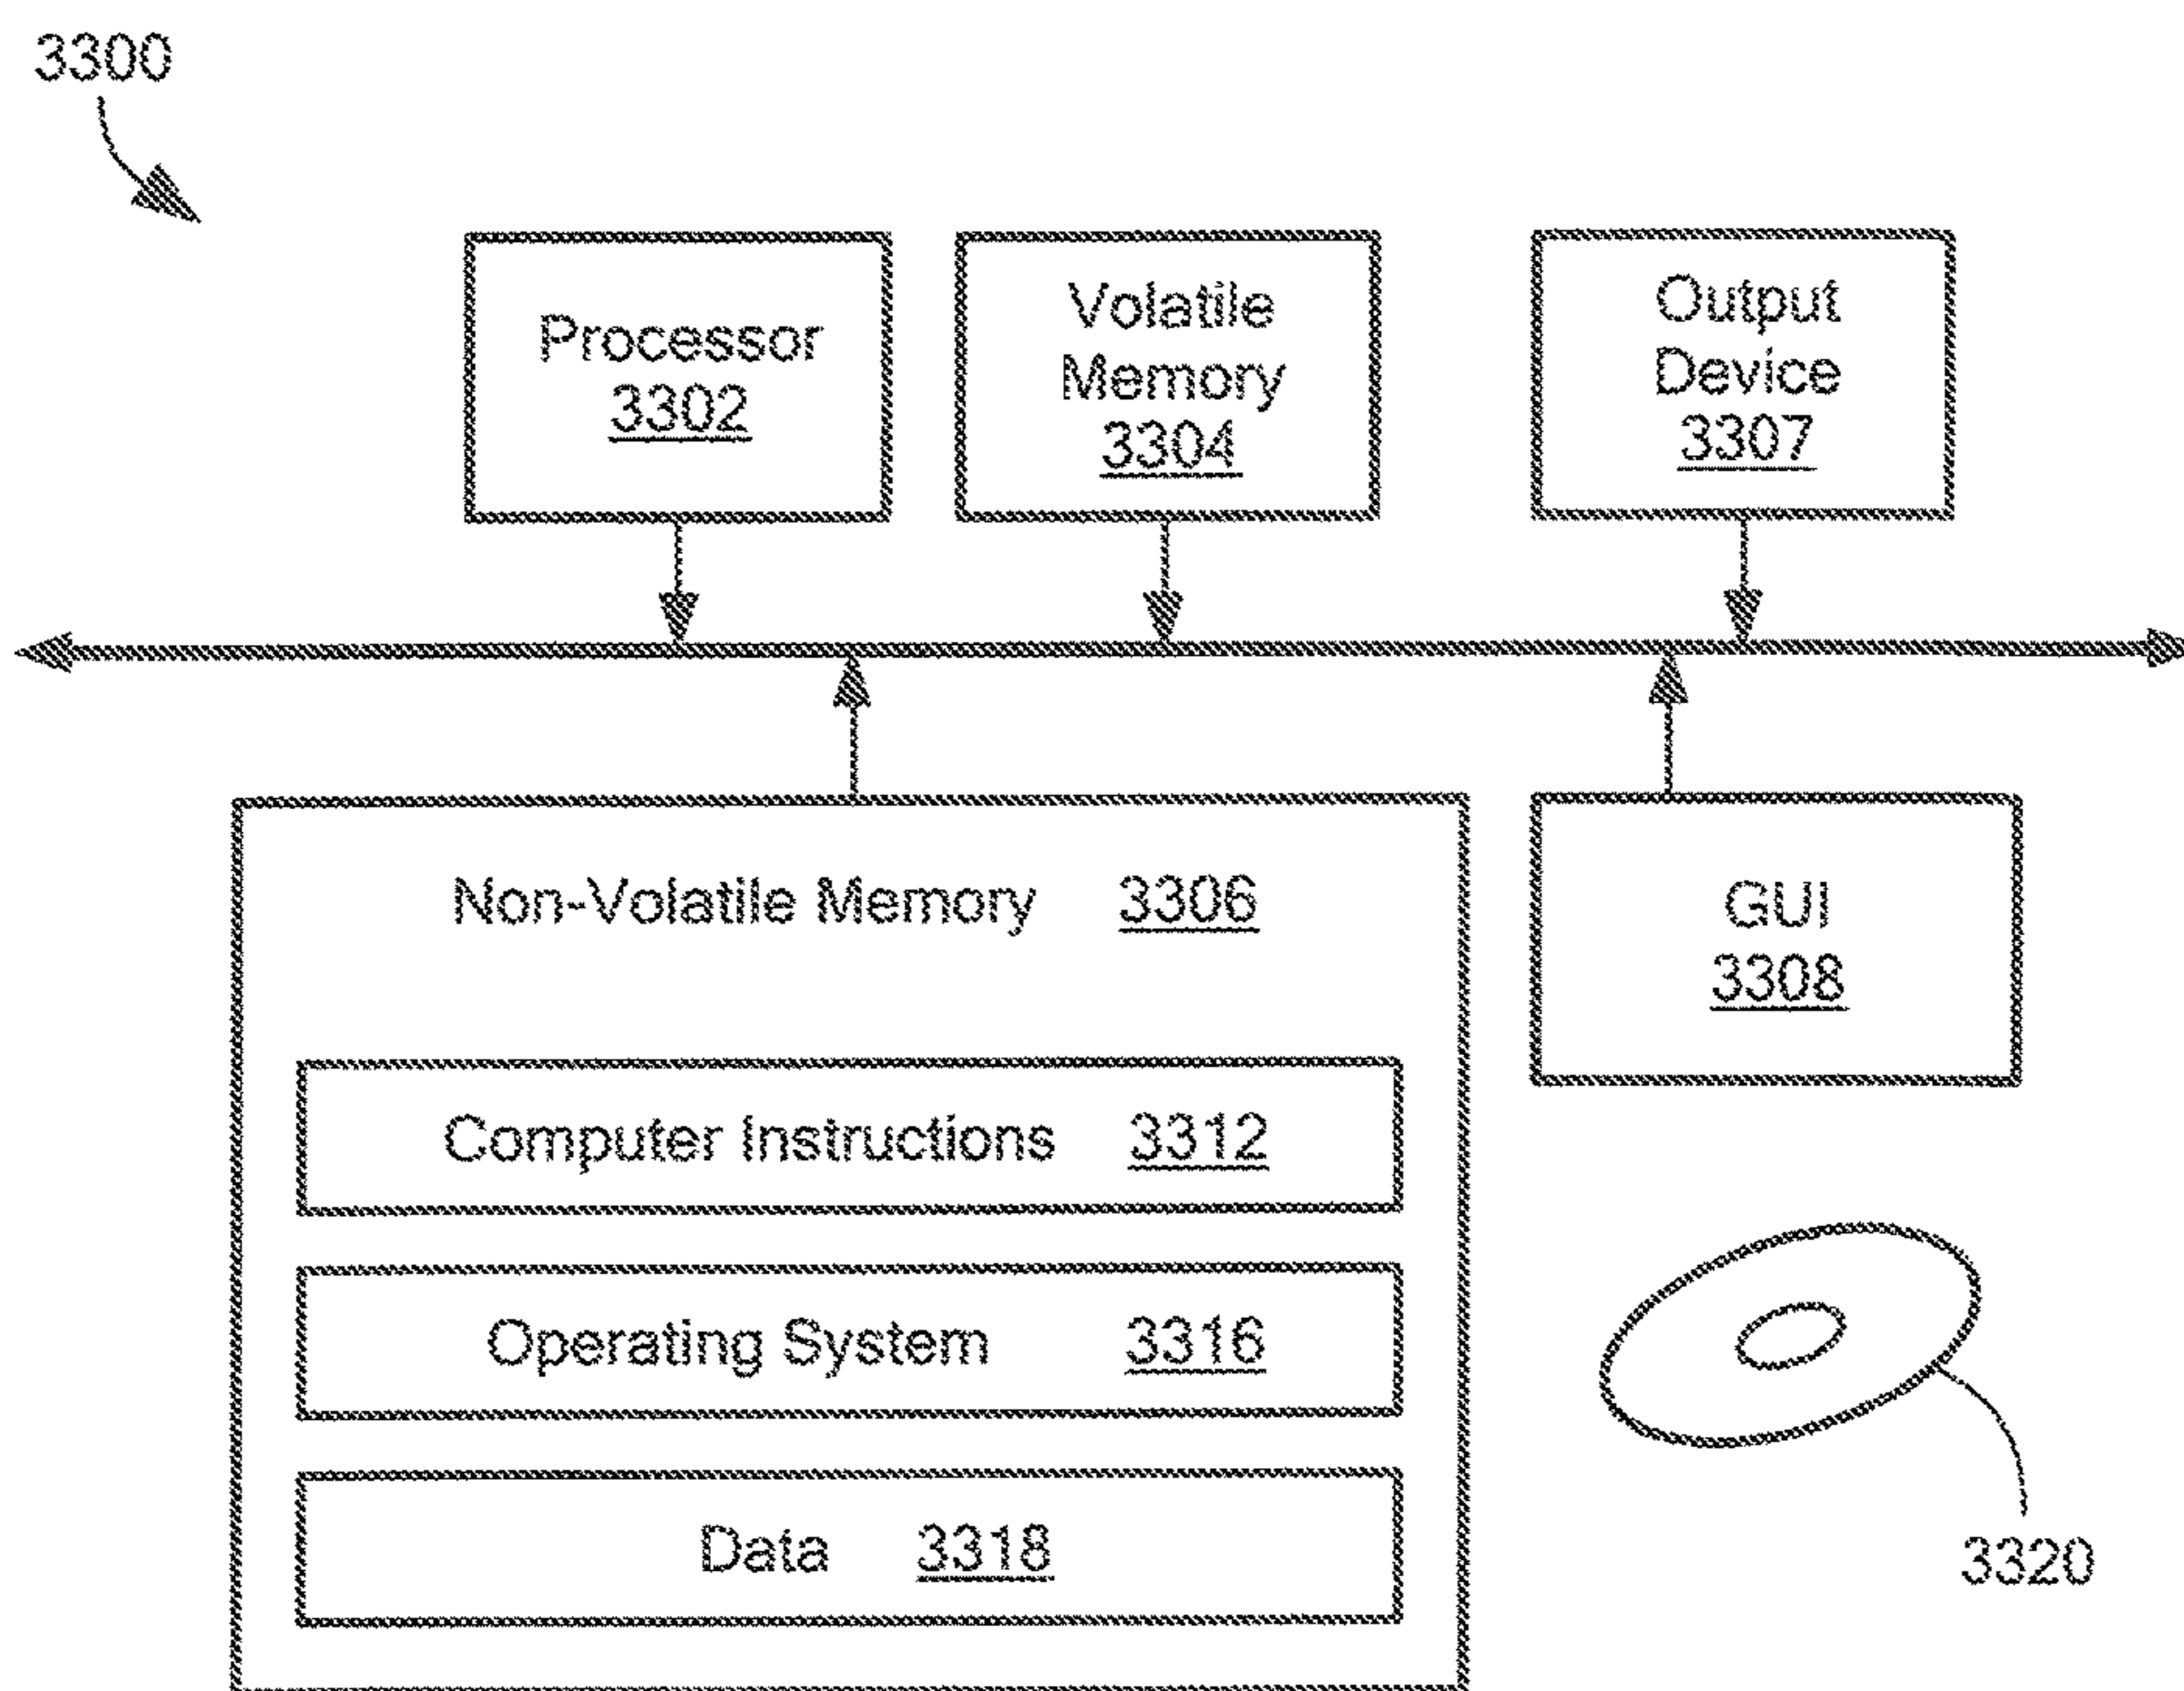 3300
Processor
3302
Volatile
Memory
3304
Output
Device
3307
Non-Volatile Memory 3306
GUI
3308
Computer Instructions 3312
Operating System 3316
Data 3318
3320